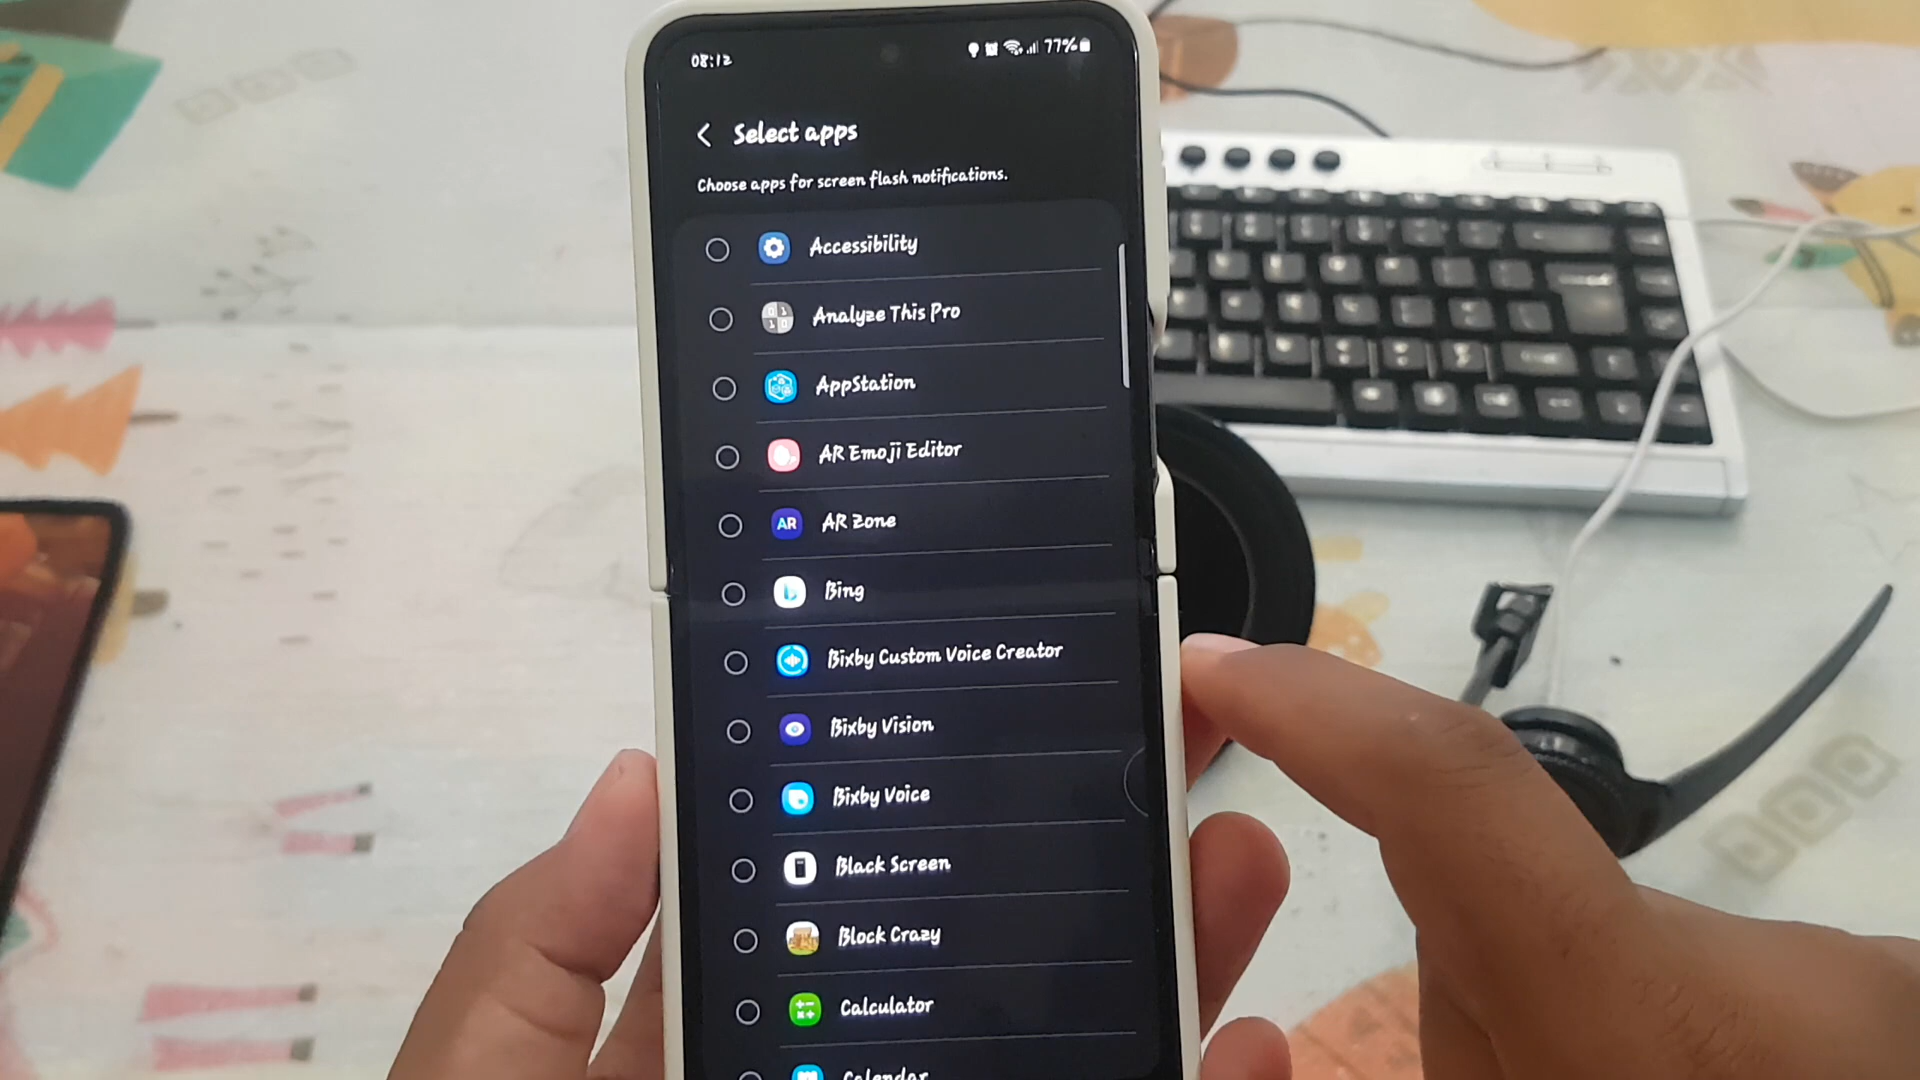 08:12
77%
Select apps
Choose apps for screen flash notifications.
Accessibility
Analyze This Pro
AppStation
AR Emoji Editor
AR
AR Zone
Bing
Bixby Custom Voice Creator
Bixby Vision
Bixby Voice
Black Screen
Block Crazy
Calculator
Calendar